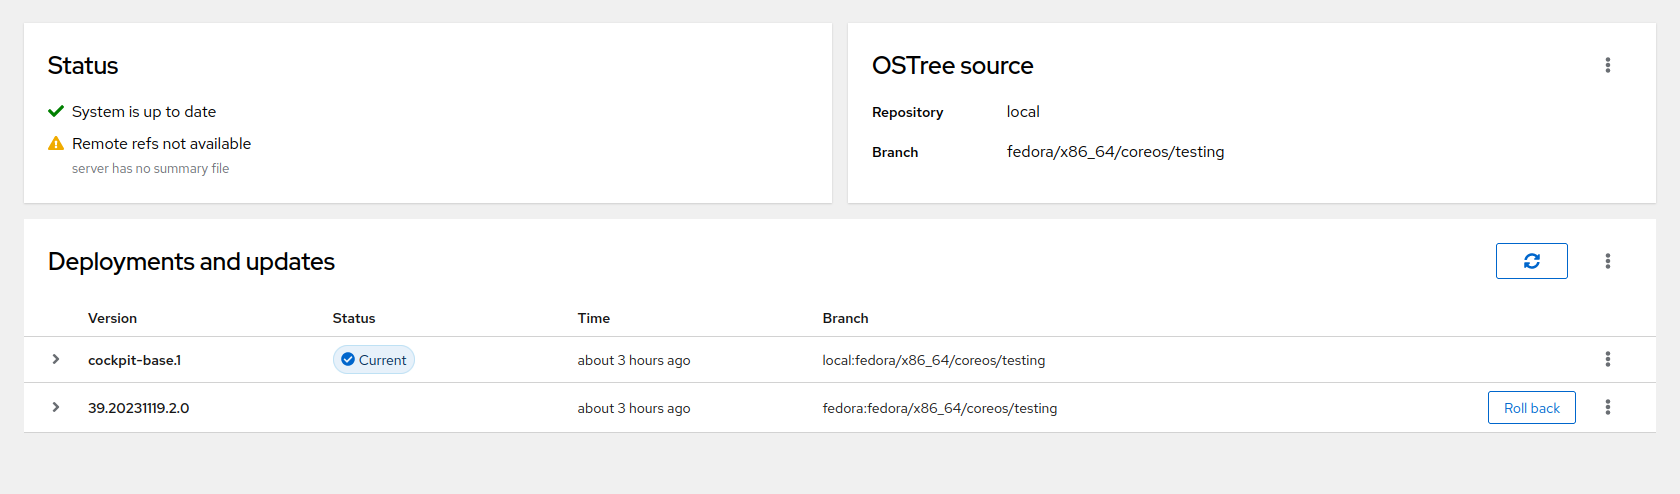 Status
System is up to date
Remote refs not available
server has no summary file
OSTree source
Repository local
Branch fedora/x86_64/coreos/testing
Deployments and updates
Version Status Time Branch
cockpit-base.1 Current about 3 hours ago local:fedora/x86_64/coreos/testing
39.20231119.2.0 about 3 hours ago fedora:fedora/x86_64/coreos/testing Roll back